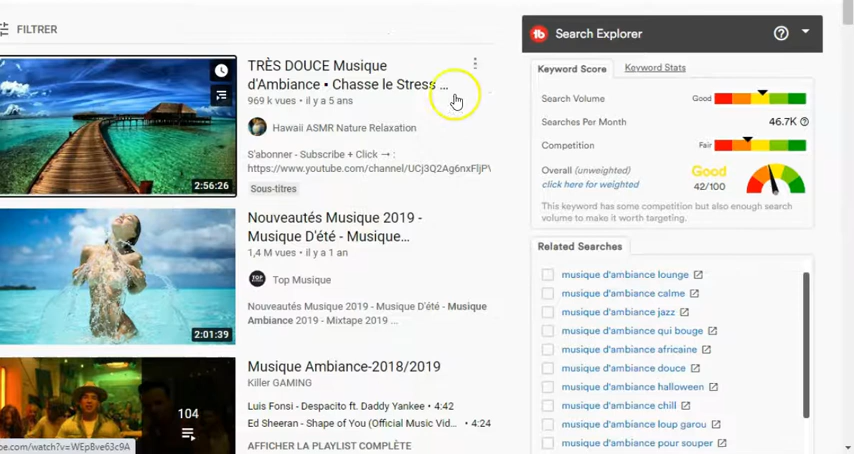 FILTRER
TRÈS DOUCE Musique
d'Ambiance • Chasse le Stress ...
969 k vues • il y a 5 ans
Hawaii ASMR Nature Relaxation
S'abonner - Subscribe + Click → :
https://www.youtube.com/channel/UCj3Q2Ag6nxFljPV
Sous-titres
2:56:26
Nouveautés Musique 2019 -
Musique D'été - Musique...
1,4 M vues • il y a 1 an
TOP
Top Musique
Nouveautés Musique 2019 - Musique D'été - Musique
Ambiance 2019 - Mixtape 2019 ...
2:01:39
Musique Ambiance-2018/2019
Killer GAMING
Luis Fonsi - Despacito ft. Daddy Yankee • 4:42
Ed Sheeran - Shape of You (Official Music Vid... • 4:24
AFFICHER LA PLAYLIST COMPLÈTE
104
be.com/watch?v=WEpBve63c9A
tb Search Explorer ?
Keyword Score Keyword Stats
Search Volume Good
Searches Per Month 46.7K ?
Competition Fair
Overall (unweighted) Good
click here for weighted 42/100
This keyword has some competition but also enough search
volume to make it worth targeting.
Related Searches
musique d'ambiance lounge
musique d'ambiance calme
musique d'ambiance jazz
musique d'ambiance qui bouge
musique d'ambiance africaine
musique d'ambiance douce
musique d'ambiance halloween
musique d'ambiance chill
musique d'ambiance loup garou
musique d'ambiance pour souper